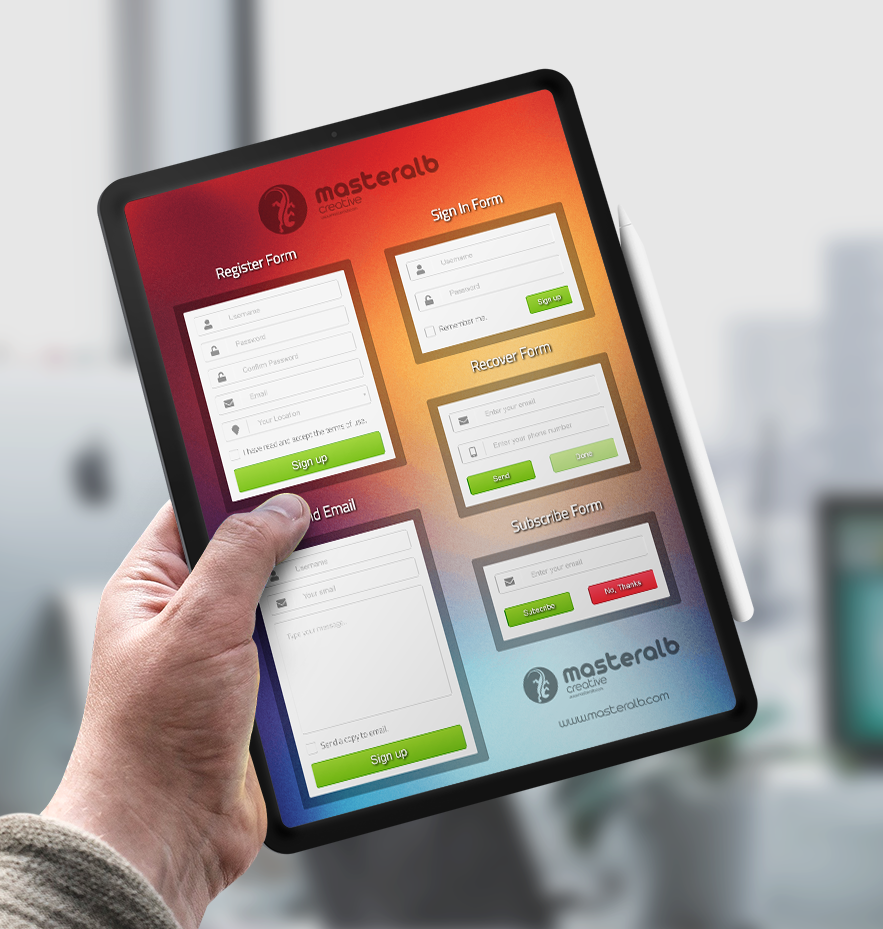 masteralb
creative
Register Form
Username
Password
Confirm Password
Email
Your Location
I have read and accept the terms of use.
Sign up
Sign In Form
Username
Password
Remember me.
Sign up
Recover Form
Enter your email
Enter your phone number
Send
Done
Email
Username
Your email
Type your message...
Send a copy to email.
Sign up
Subscribe Form
Enter your email
Subscribe
No, Thanks
masteralb
creative
www.masteralb.com